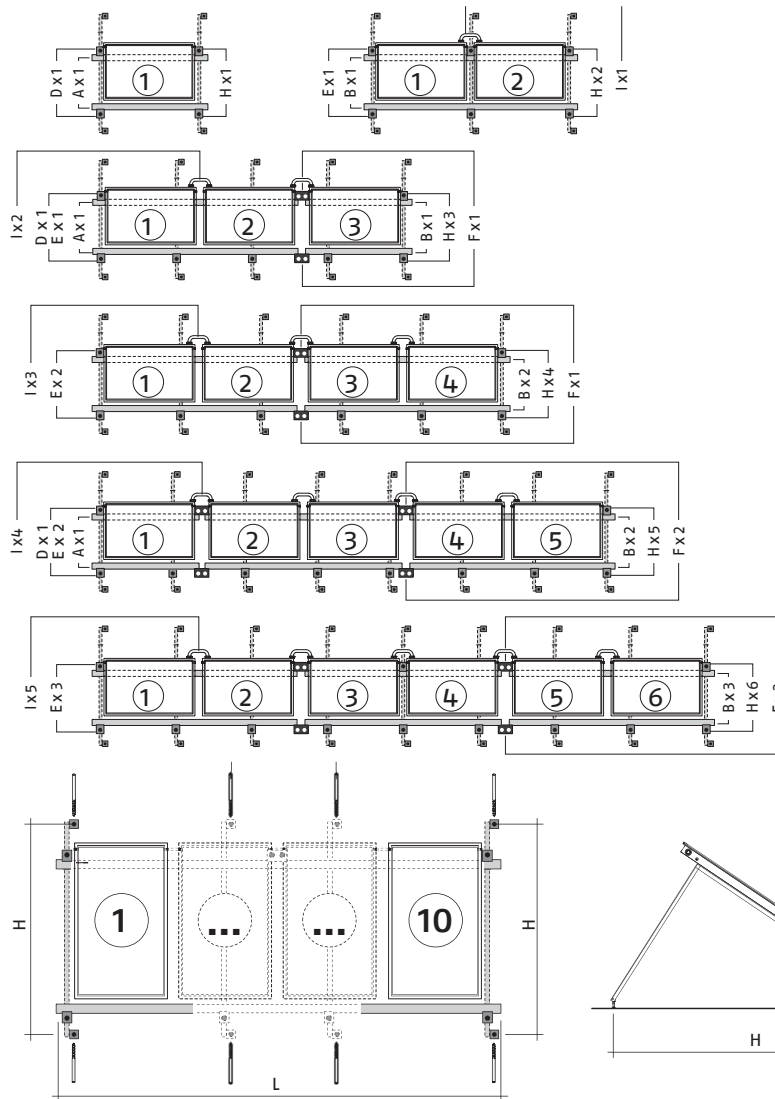 D x 1
A x 1
1
H x 1
E x 1
B x 1
1
2
H x 2
I x 1
I x 2
D x 1
E x 1
A x 1
1
2
3
B x 1
H x 3
F x 1
I x 3
E x 2
1
2
3
4
B x 2
H x 4
F x 1
I x 4
D x 1
E x 2
A x 1
1
2
3
4
5
B x 2
H x 5
F x 2
I x 5
E x 3
1
2
3
4
5
6
B x 3
H x 6
H
1
...
...
10
H
L
H